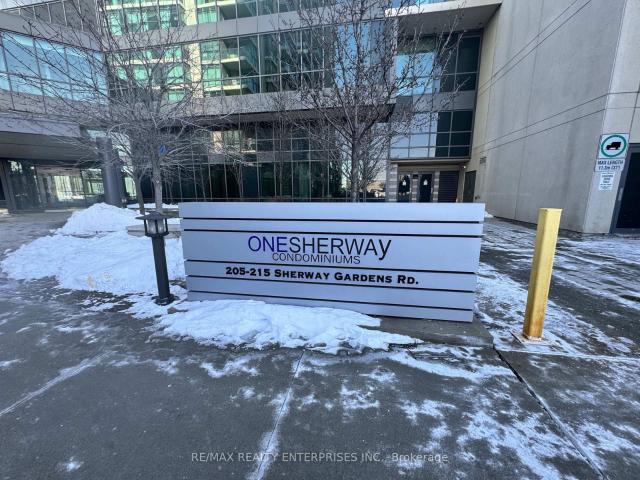 ONESHERWAY
CONDOMINIUMS
205-215 SHERWAY GARDENS RD.
MAX LENGTH
RE/MAX REALTY ENTERPRISES INC., Brokerage